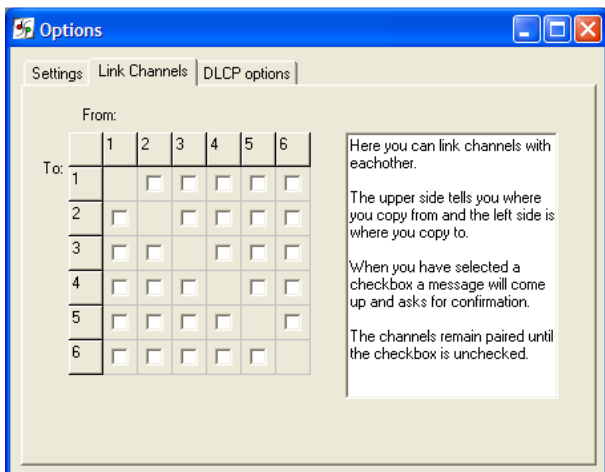 Options
Settings Link Channels DLCP options
From:
1 2 3 4 5 6
To:
1
2
3
4
5
6
Here you can link channels with
eachother.
The upper side tells you where
you copy from and the left side is
where you copy to.
When you have selected a
checkbox a message will come
up and asks for confirmation.
The channels remain paired until
the checkbox is unchecked.